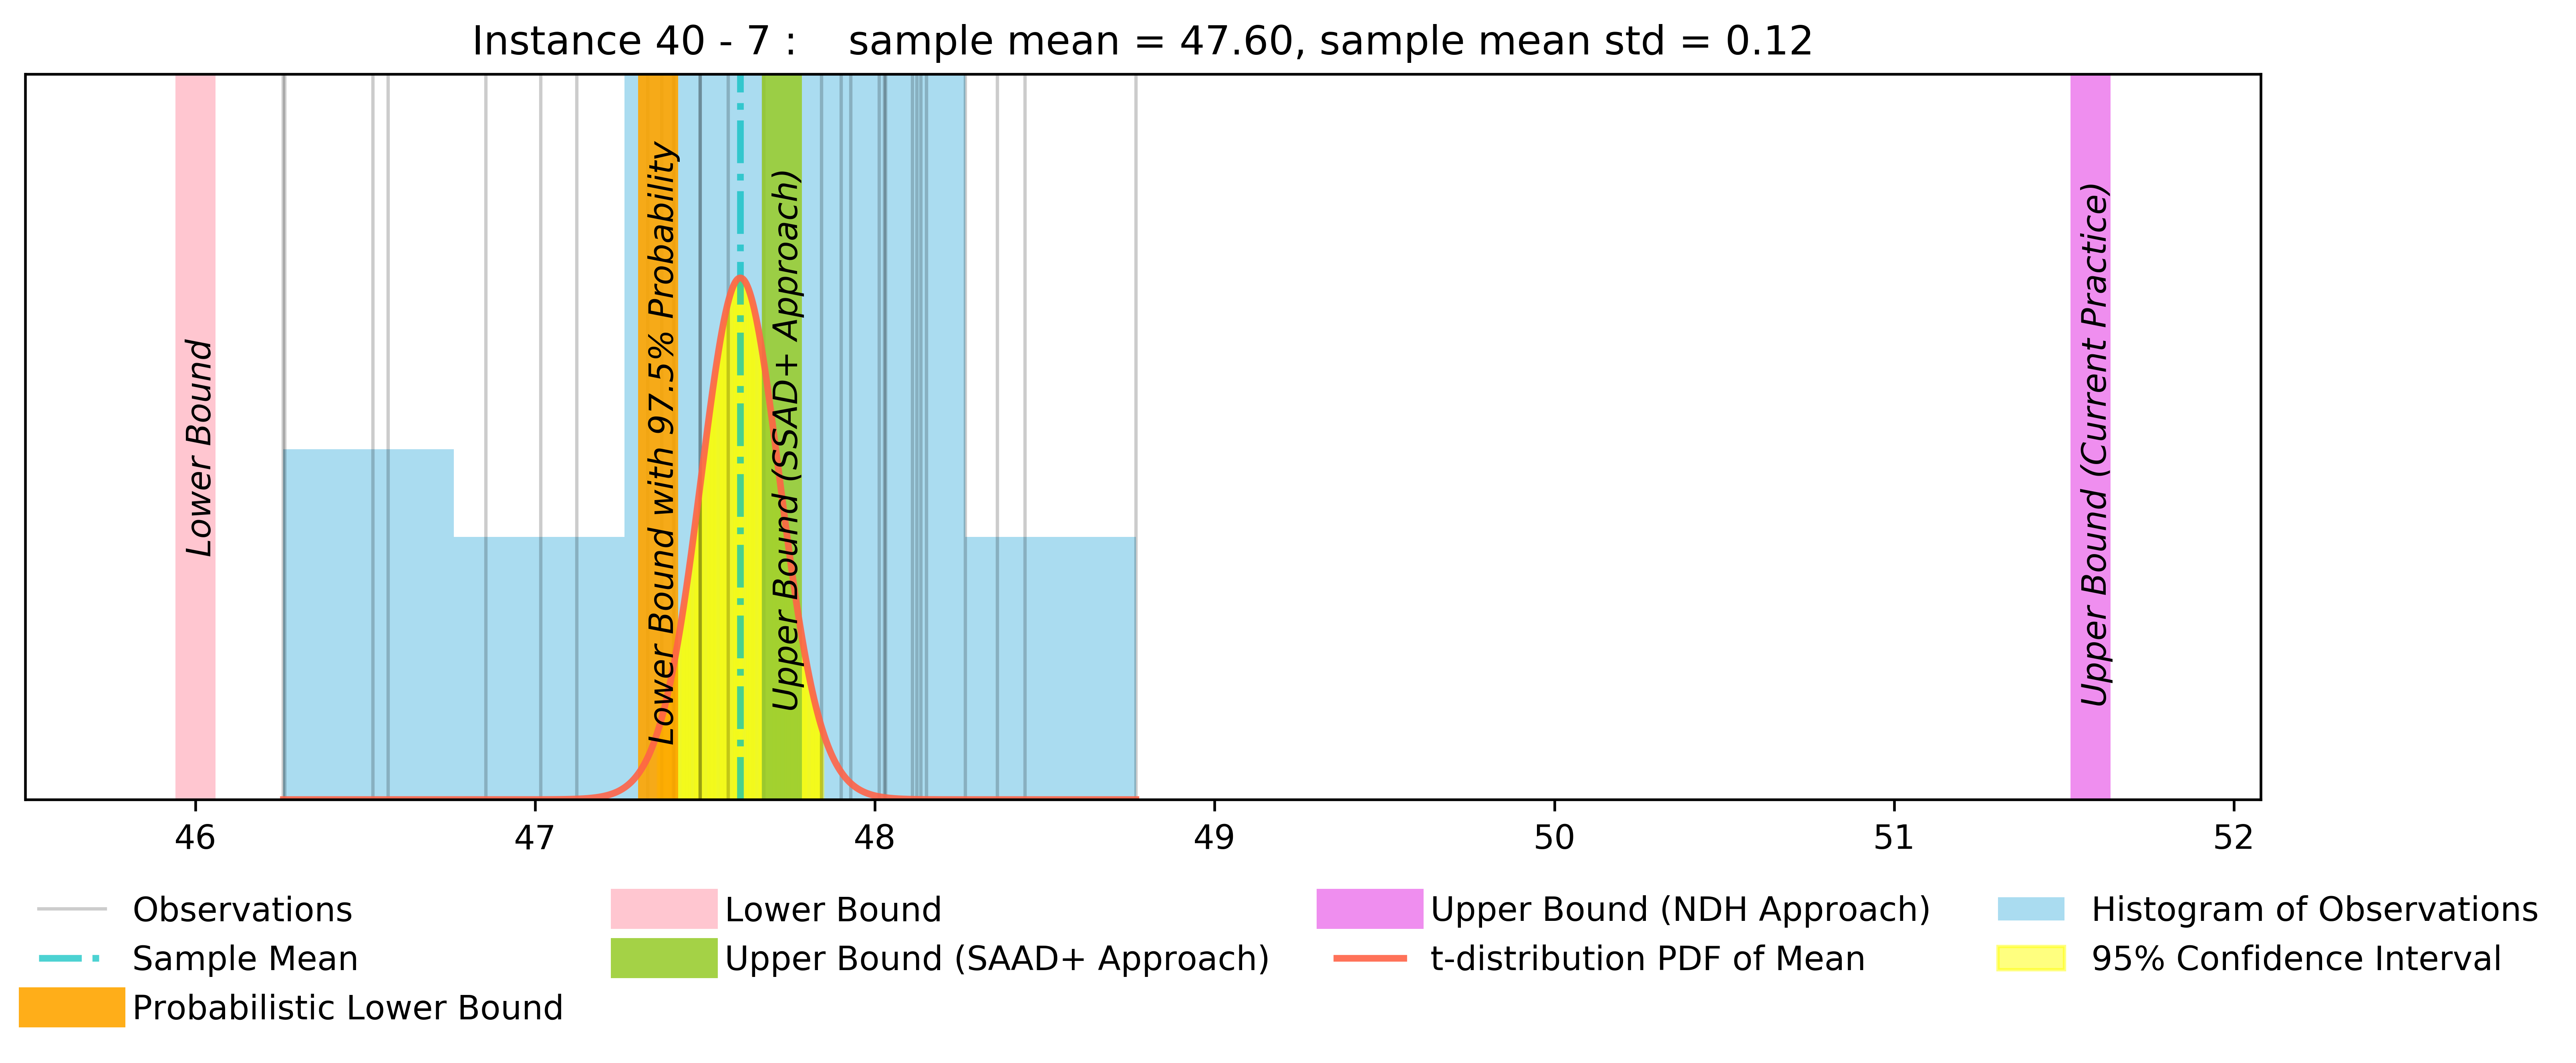 Instance 40 - 7 :    sample mean = 47.60, sample mean std = 0.12
Lower Bound
Lower Bound with 97.5% Probability
Upper Bound (SSAD+ Approach)
Upper Bound (Current Practice)
46 47 48 49 50 51 52
Observations
Sample Mean
Probabilistic Lower Bound
Lower Bound
Upper Bound (SAAD+ Approach)
Upper Bound (NDH Approach)
t-distribution PDF of Mean
Histogram of Observations
95% Confidence Interval